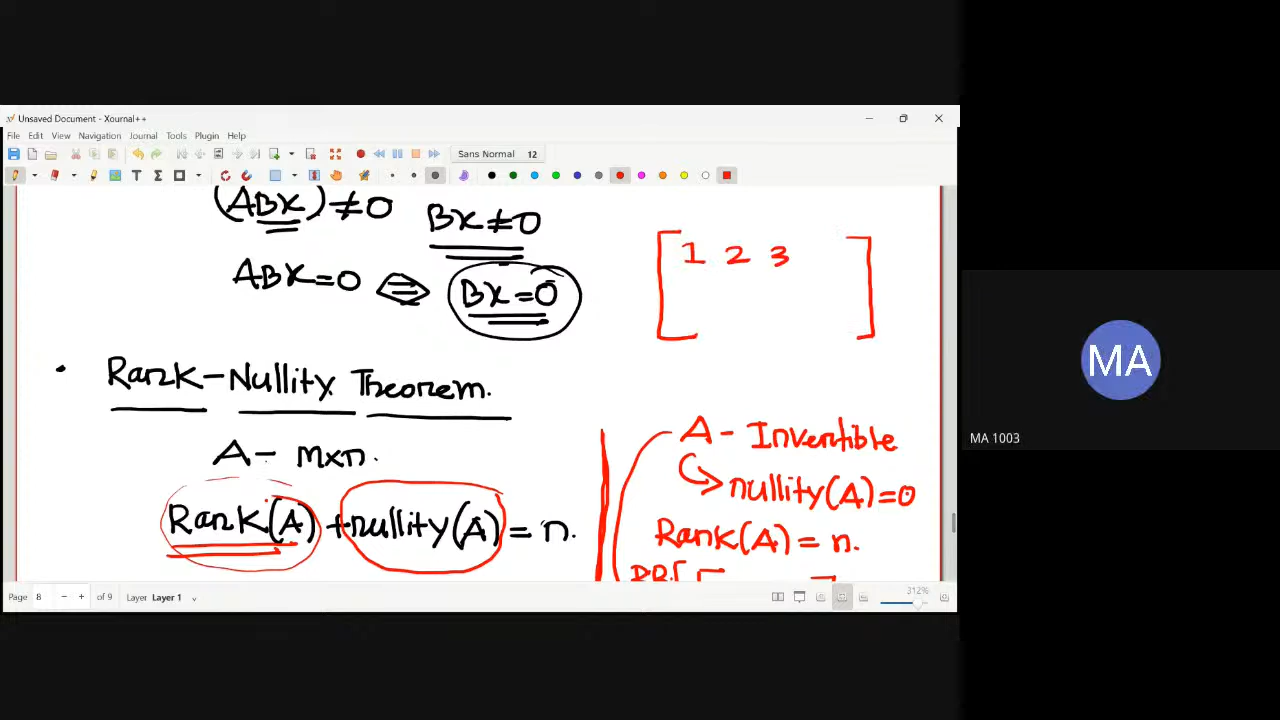 Unsaved Document - Xournal++
File Edit View Navigation Journal Tools Plugin Help
Sans Normal 12
(ABX) ≠ 0
BX ≠ 0
ABX = 0 ⇔ BX = 0
[ 1 2 3 ]
• Rank-Nullity Theorem.
A - m×n.
Rank(A) + nullity(A) = n.
A - Invertible
nullity(A) = 0
Rank(A) = n.
Page 8 of 9 Layer Layer 1
312%
MA
MA 1003